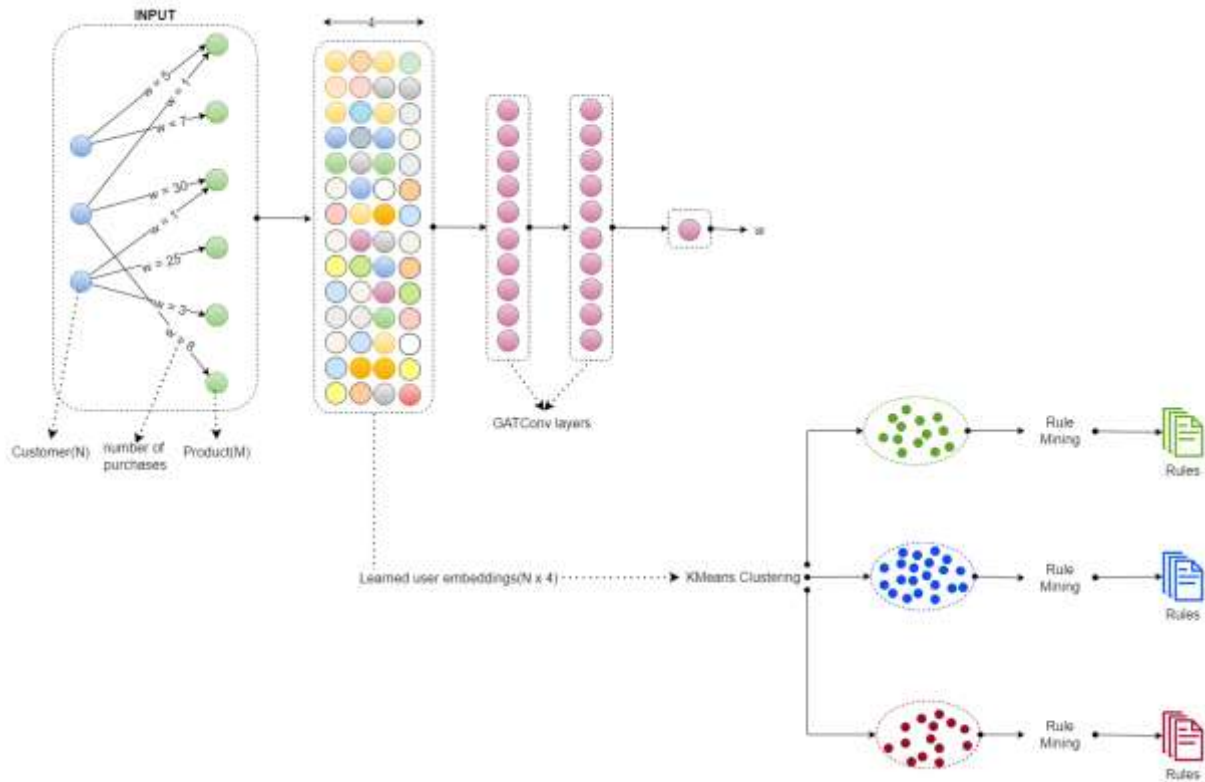 INPUT
4
w = 5
w = 1
w = 7
w = 30
w = 1
w = 25
w = 3
w = 8
w
Customer(N)
number of
purchases
Product(M)
GATConv layers
Learned user embeddings(N x 4)
KMeans Clustering
Rule
Mining
Rules
Rule
Mining
Rules
Rule
Mining
Rules